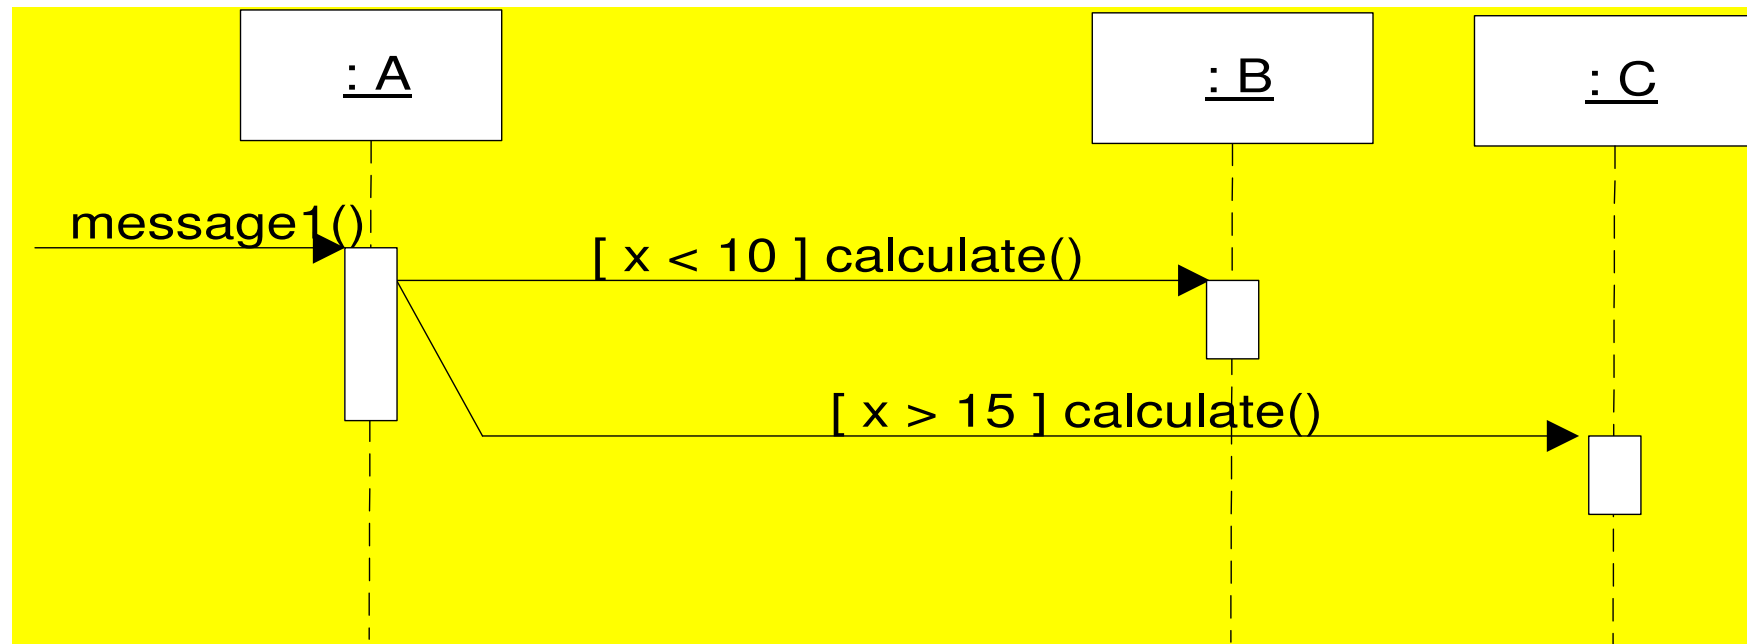 : A
: B
: C
message1()
[ x < 10 ] calculate()
[ x > 15 ] calculate()